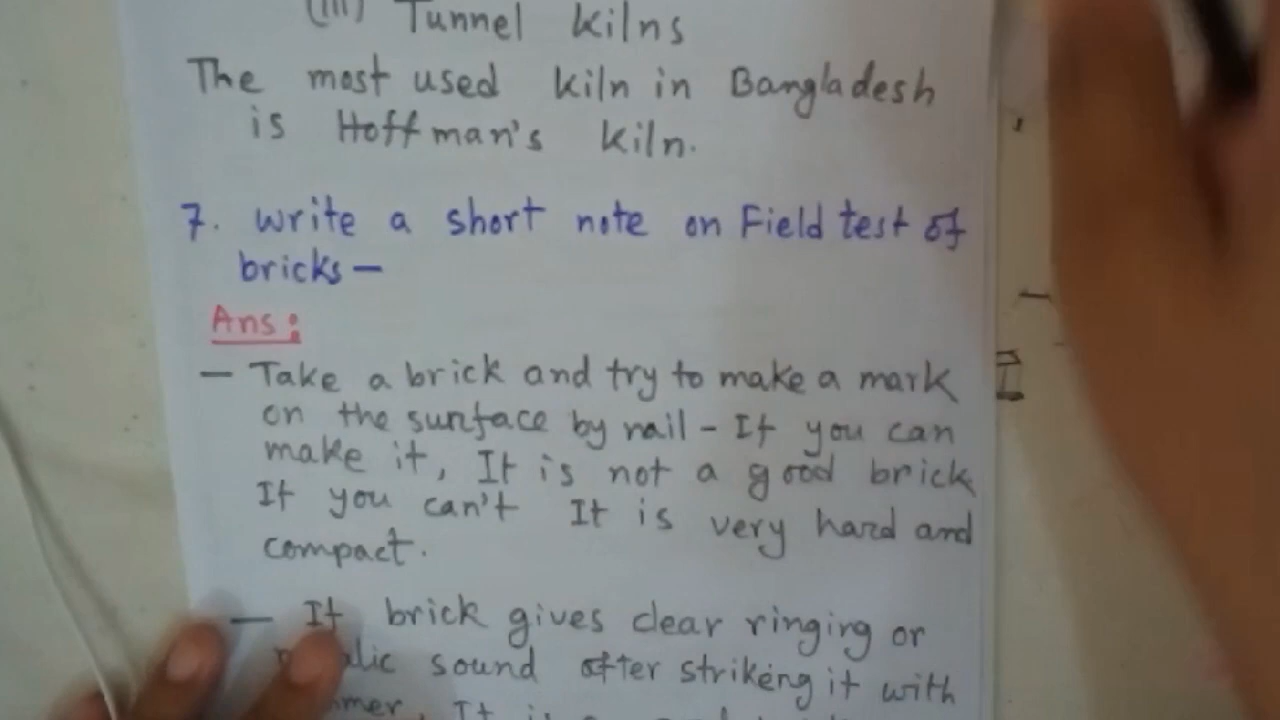 (iii) Tunnel kilns
The most used kiln in Bangladesh
is Hoffman's kiln.
7. Write a short note on Field test of
bricks —
Ans:
— Take a brick and try to make a mark
on the surface by nail - If you can
make it, It is not a good brick
If you can't It is very hard and
compact.
— If brick gives clear ringing or
sound after striking it with
It is